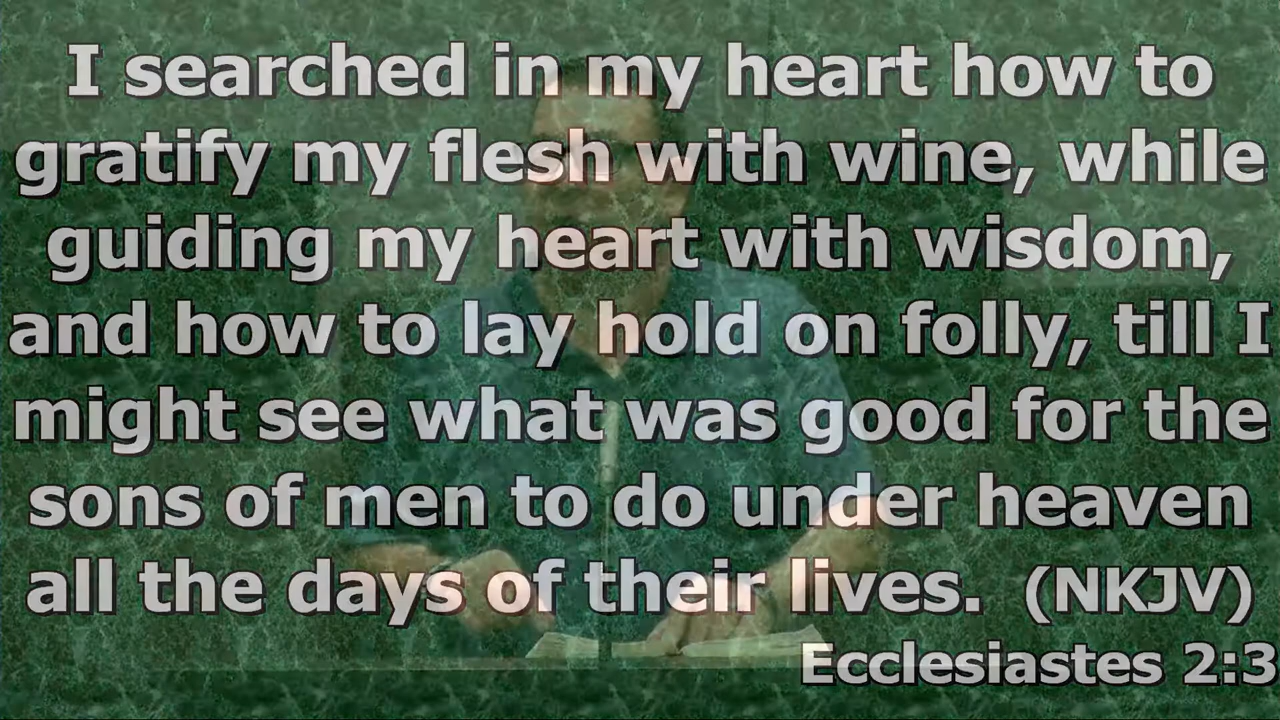 I searched in my heart how to
gratify my flesh with wine, while
guiding my heart with wisdom,
and how to lay hold on folly, till I
might see what was good for the
sons of men to do under heaven
all the days of their lives.  (NKJV)
Ecclesiastes 2:3